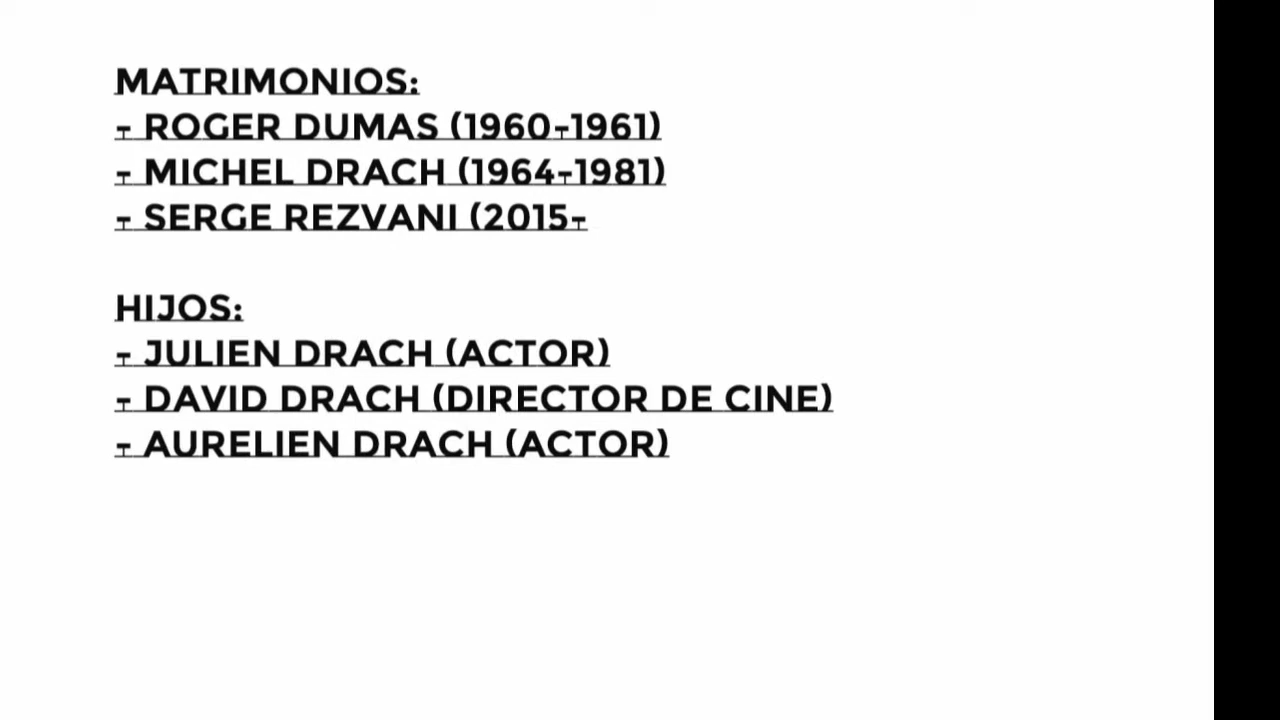 MATRIMONIOS:
- ROGER DUMAS (1960-1961)
- MICHEL DRACH (1964-1981)
- SERGE REZVANI (2015-
HIJOS:
- JULIEN DRACH (ACTOR)
- DAVID DRACH (DIRECTOR DE CINE)
- AURELIEN DRACH (ACTOR)